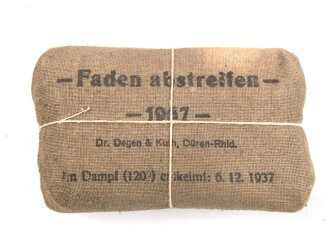 — Faden abstreifen —
— 1937 —
Dr. Degen & Kuth, Düren-Rhld.
Im Dampf (120°) entkeimt: 6. 12. 1937